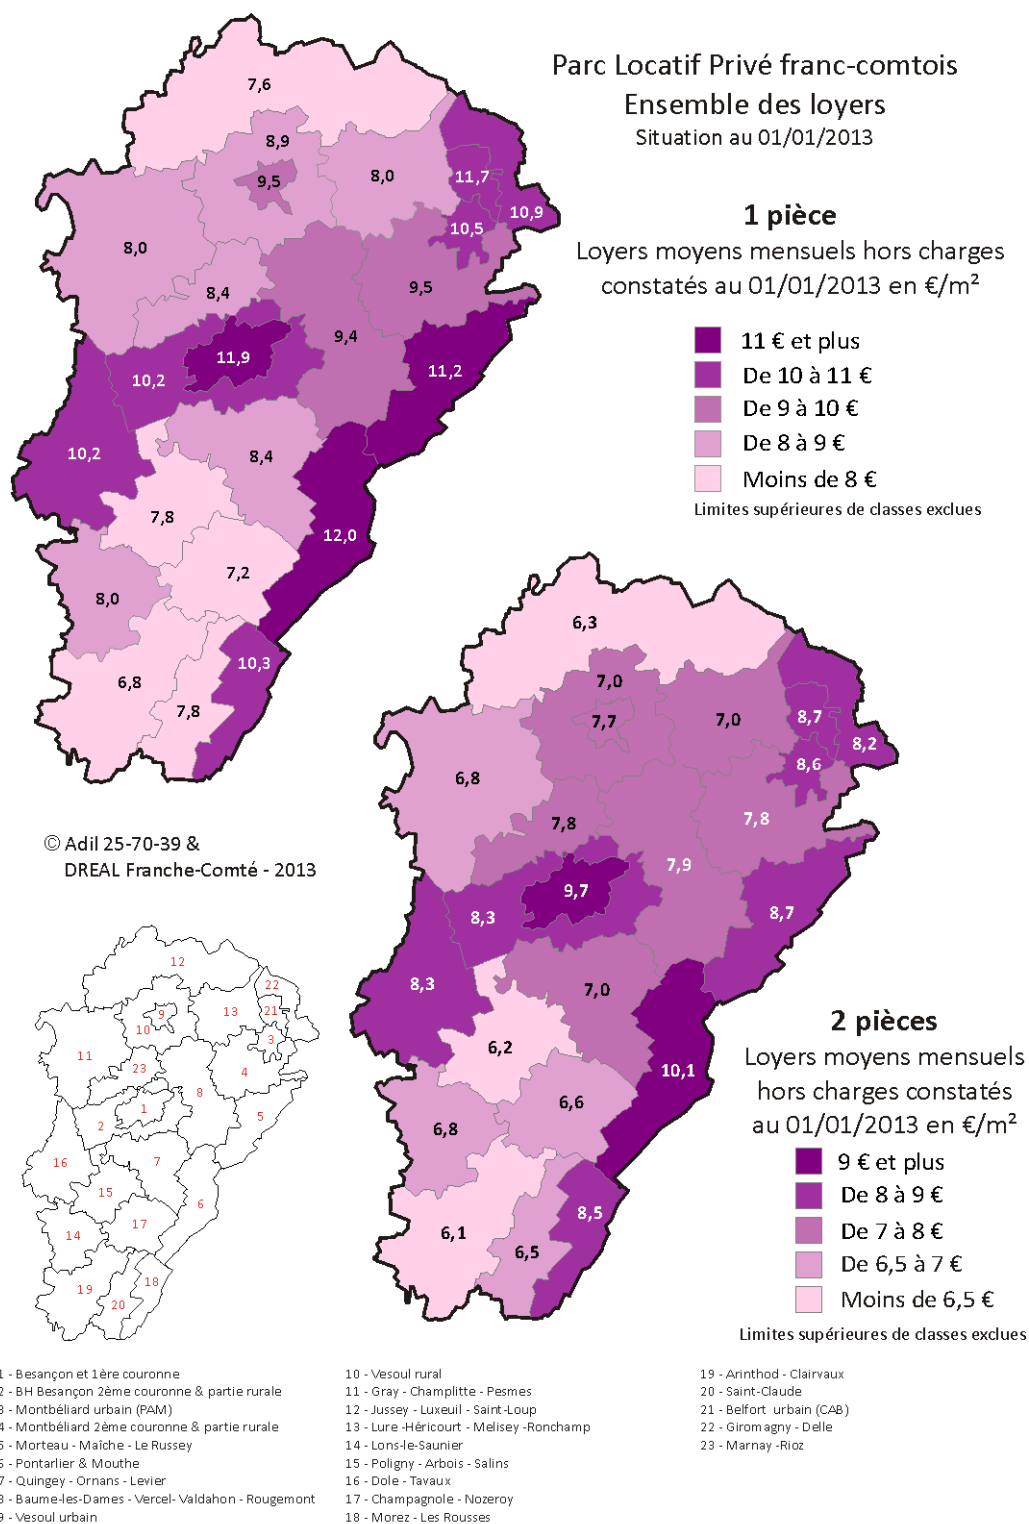 Parc Locatif Privé franc-comtois
Ensemble des loyers
Situation au 01/01/2013
1 pièce
Loyers moyens mensuels hors charges
constatés au 01/01/2013 en €/m²
11 € et plus
De 10 à 11 €
De 9 à 10 €
De 8 à 9 €
Moins de 8 €
Limites supérieures de classes exclues
7,6
8,9
9,5
8,0
11,7
10,9
10,5
8,0
8,4
9,5
9,4
11,9
10,2
11,2
10,2
8,4
7,8
12,0
7,2
8,0
10,3
6,8
7,8
6,3
7,0
7,7
7,0
8,7
8,2
8,6
6,8
7,8
7,8
7,9
9,7
8,3
8,7
8,3
7,0
6,2
10,1
6,6
6,8
8,5
6,1
6,5
© Adil 25-70-39 &
DREAL Franche-Comté - 2013
2 pièces
Loyers moyens mensuels
hors charges constatés
au 01/01/2013 en €/m²
9 € et plus
De 8 à 9 €
De 7 à 8 €
De 6,5 à 7 €
Moins de 6,5 €
Limites supérieures de classes exclues
12
22
9
13
21
10
3
11
23
4
8
1
2
5
16
7
15
6
17
14
18
19
20
1 - Besançon et 1ère couronne
2 - BH Besançon 2ème couronne & partie rurale
3 - Montbéliard urbain (PAM)
4 - Montbéliard 2ème couronne & partie rurale
5 - Morteau - Maîche - Le Russey
6 - Pontarlier & Mouthe
7 - Quingey - Ornans - Levier
8 - Baume-les-Dames - Vercel- Valdahon - Rougemont
9 - Vesoul urbain
10 - Vesoul rural
11 - Gray - Champlitte - Pesmes
12 - Jussey - Luxeuil - Saint-Loup
13 - Lure -Héricourt - Melisey -Ronchamp
14 - Lons-le-Saunier
15 - Poligny - Arbois - Salins
16 - Dole - Tavaux
17 - Champagnole - Nozeroy
18 - Morez - Les Rousses
19 - Arinthod - Clairvaux
20 - Saint-Claude
21 - Belfort urbain (CAB)
22 - Giromagny - Delle
23 - Marnay -Rioz